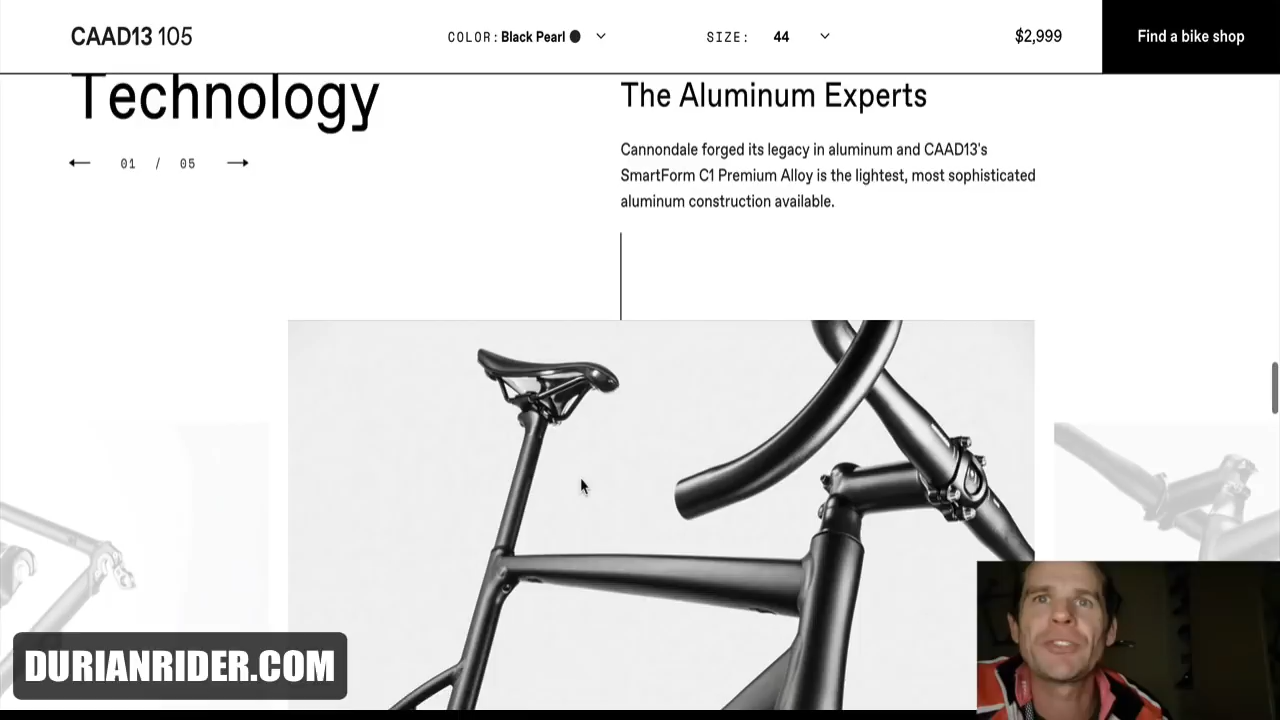 CAAD13 105
COLOR: Black Pearl
SIZE: 44
$2,999
Find a bike shop
Technology
01 / 05
The Aluminum Experts
Cannondale forged its legacy in aluminum and CAAD13's
SmartForm C1 Premium Alloy is the lightest, most sophisticated
aluminum construction available.
DURIANRIDER.COM